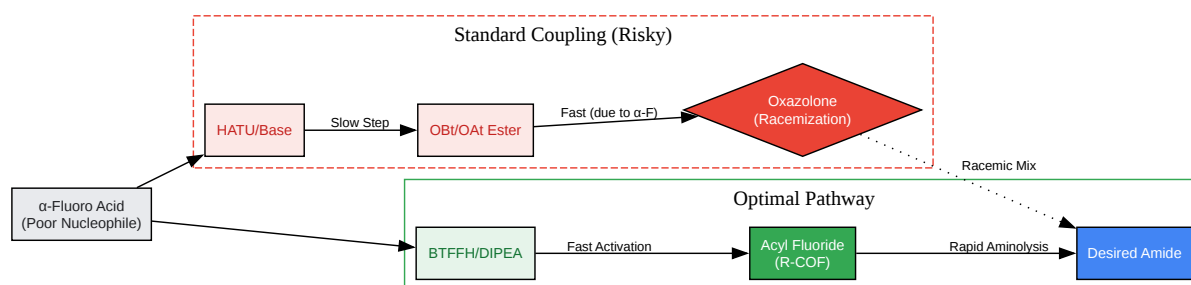 Standard Coupling (Risky)
HATU/Base
Slow Step
OBt/OAt Ester
Fast (due to α-F)
Oxazolone
(Racemization)
Racemic Mix
α-Fluoro Acid
(Poor Nucleophile)
Optimal Pathway
BTFFH/DIPEA
Fast Activation
Acyl Fluoride
(R-COF)
Rapid Aminolysis
Desired Amide